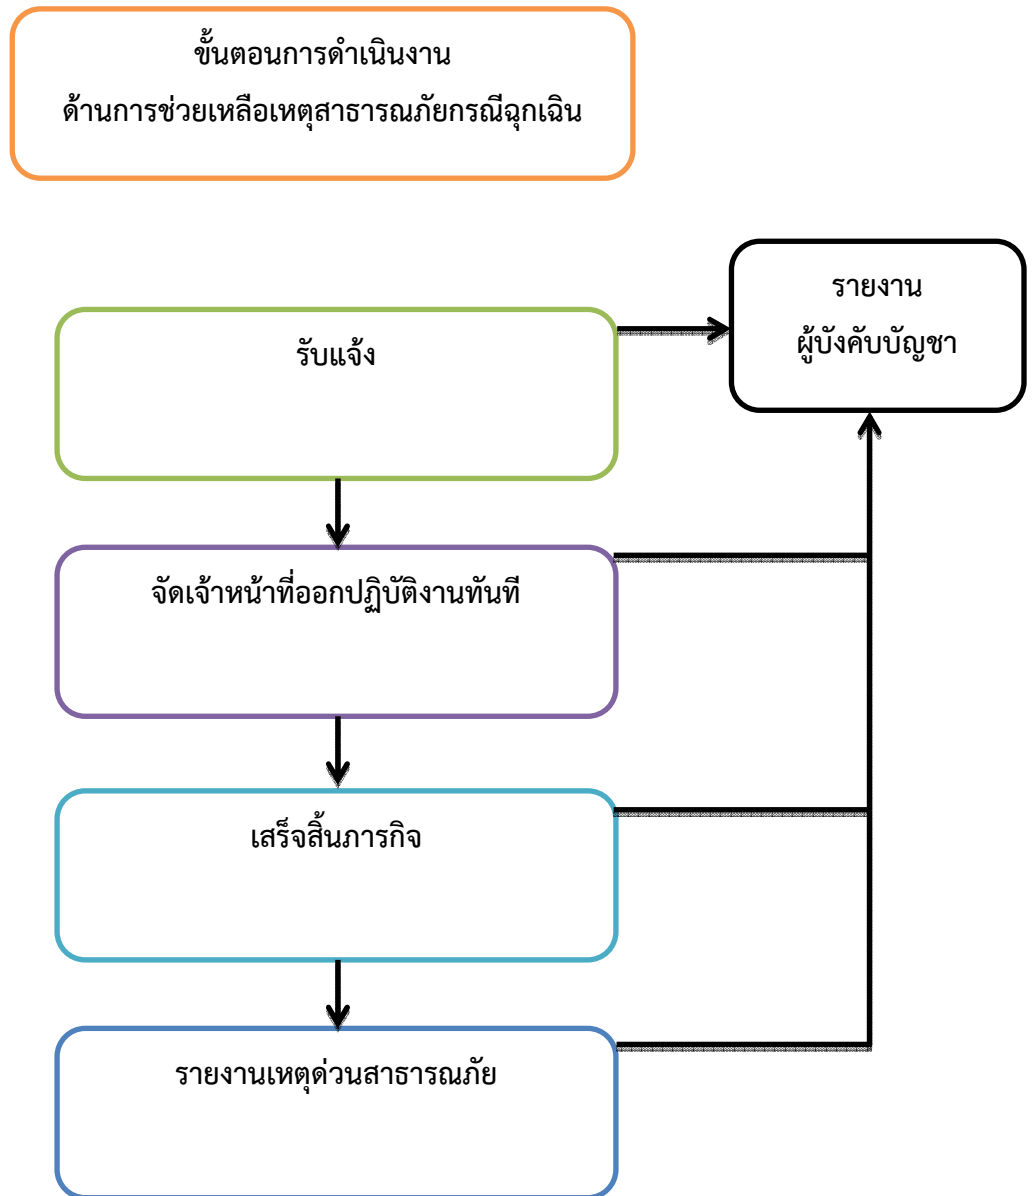 ขั้นตอนการดำเนินงาน
ด้านการช่วยเหลือเหตุสาธารณภัยกรณีฉุกเฉิน
รายงาน
ผู้บังคับบัญชา
รับแจ้ง
จัดเจ้าหน้าที่ออกปฏิบัติงานทันที
เสร็จสิ้นภารกิจ
รายงานเหตุด่วนสาธารณภัย